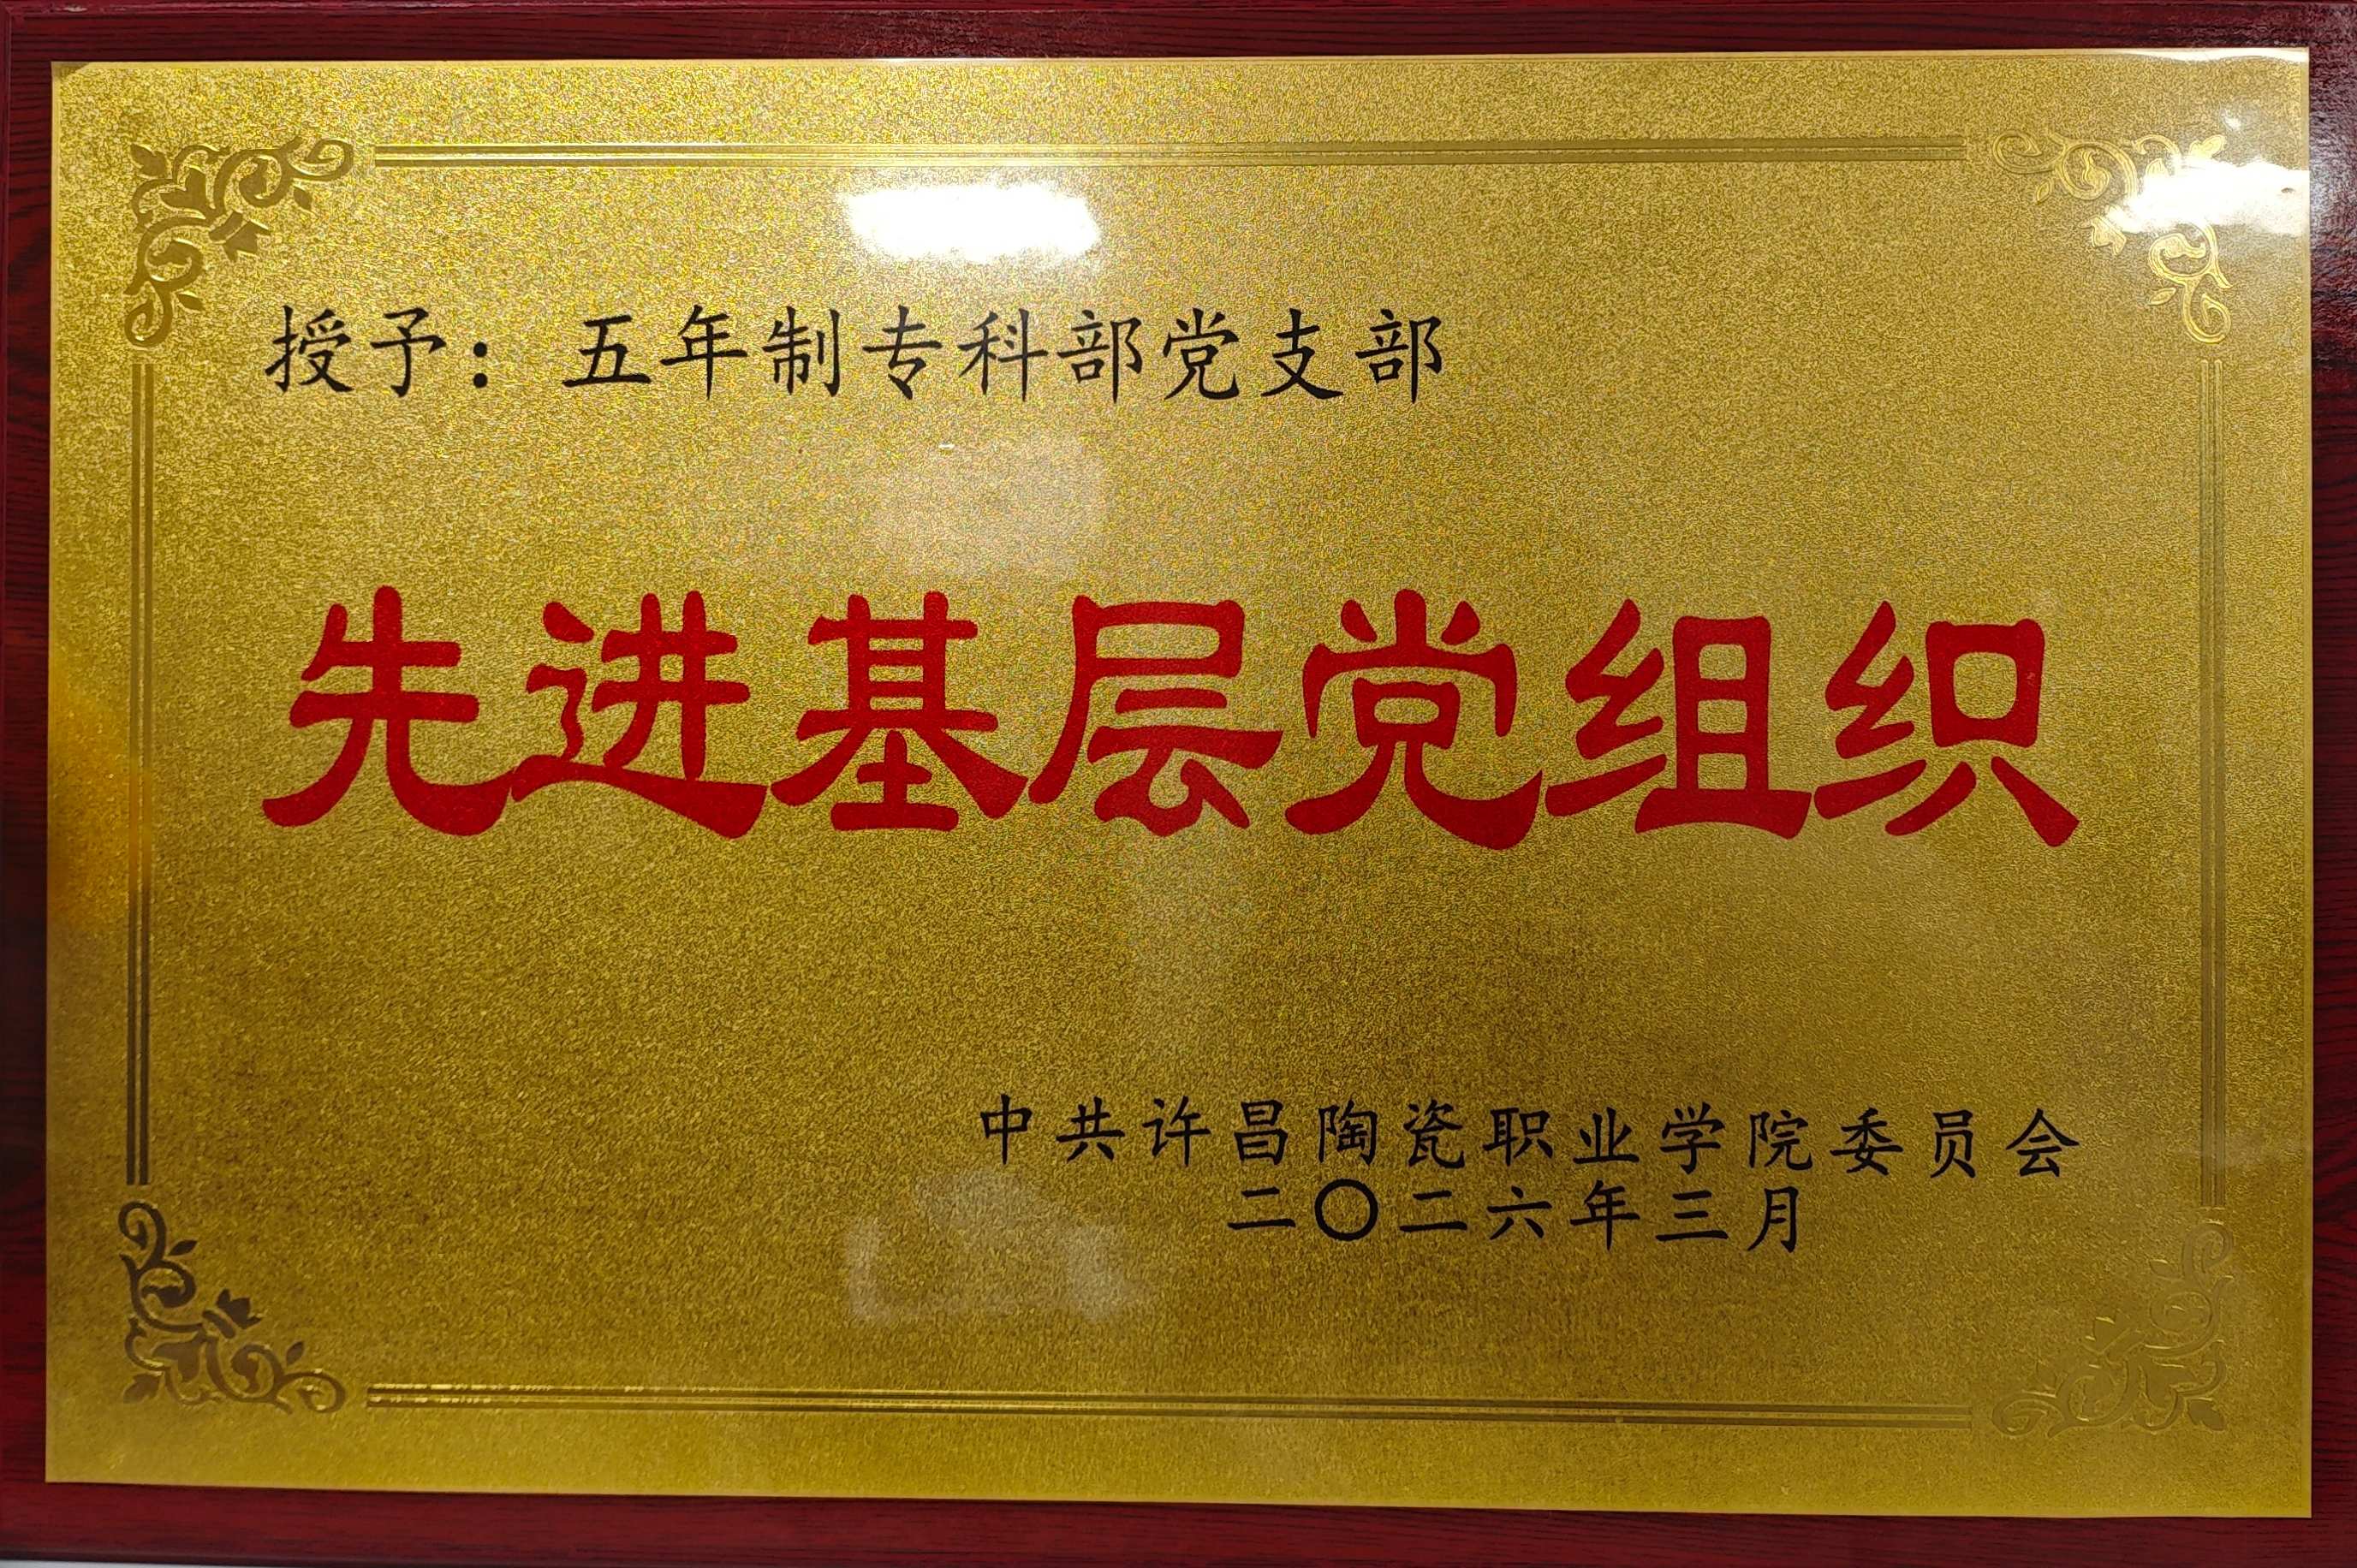 授予：五年制专科部党支部
先进基层党组织
中共许昌陶瓷职业学院委员会
二〇二六年三月